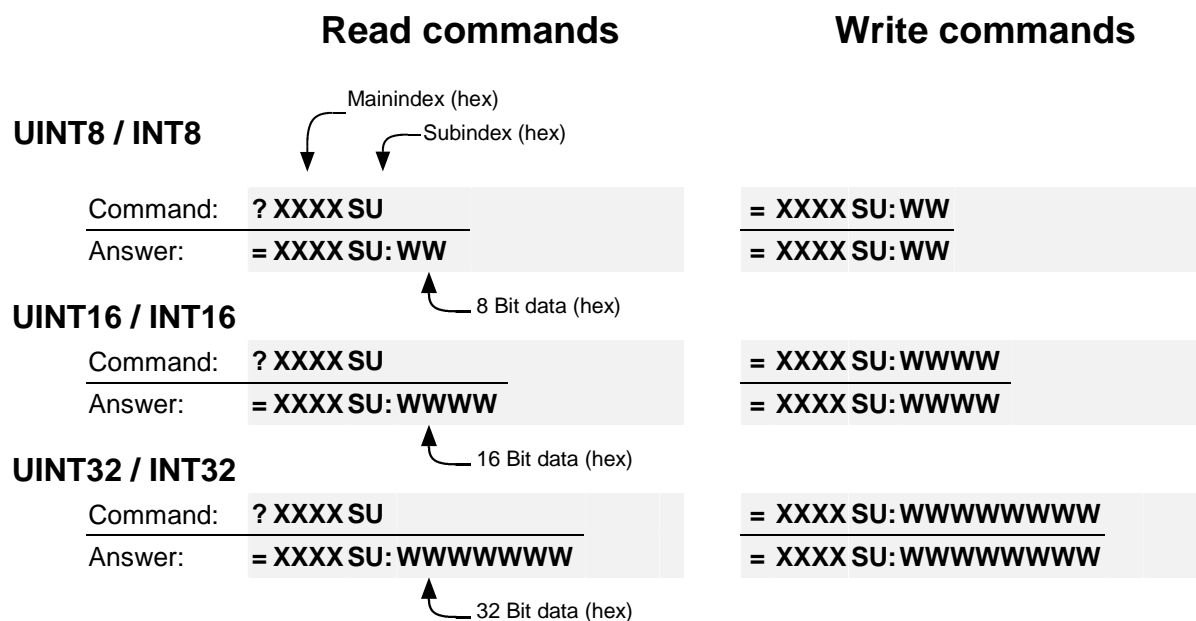 Read commands Write commands
Mainindex (hex)
UINT8 / INT8 Subindex (hex)
Command: ? XXXX SU = XXXX SU: WW
Answer: = XXXX SU: WW = XXXX SU: WW
8 Bit data (hex)
UINT16 / INT16
Command: ? XXXX SU = XXXX SU: WWWW
Answer: = XXXX SU: WWWW = XXXX SU: WWWW
16 Bit data (hex)
UINT32 / INT32
Command: ? XXXX SU = XXXX SU: WWWWWWWW
Answer: = XXXX SU: WWWWWWW = XXXX SU: WWWWWWWW
32 Bit data (hex)